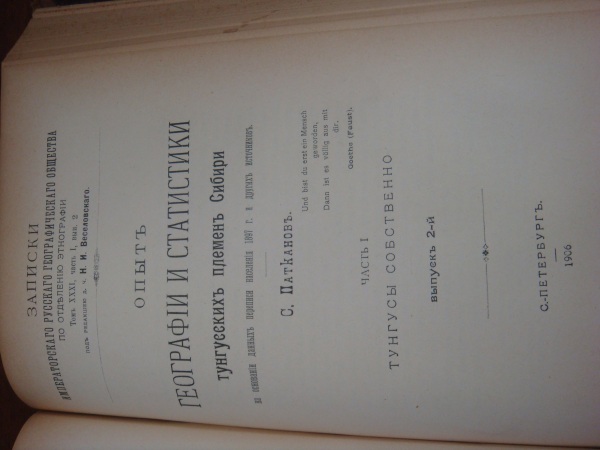 ЗАПИСКИ
ИМПЕРАТОРСКАГО РУССКАГО ГЕОГРАФИЧЕСКАГО ОБЩЕСТВА
ПО ОТДѢЛЕНІЮ ЭТНОГРАФІИ
Томъ XXXI, часть I, вып. 2
подъ редакціею д. ч. Н. И. Веселовскаго.
ОПЫТЪ
ГЕОГРАФІИ И СТАТИСТИКИ
тунгусскихъ племенъ Сибири
на основаніи данныхъ переписи населенія 1897 г. и другихъ источниковъ.
С. Паткановъ.
Und bist du erst ein Mensch
geworden,
Dann ist es völlig aus mit
dir.
Goethe (Faust).
ЧАСТЬ I
ТУНГУСЫ СОБСТВЕННО
выпускъ 2-й
С.-ПЕТЕРБУРГЪ.
1906